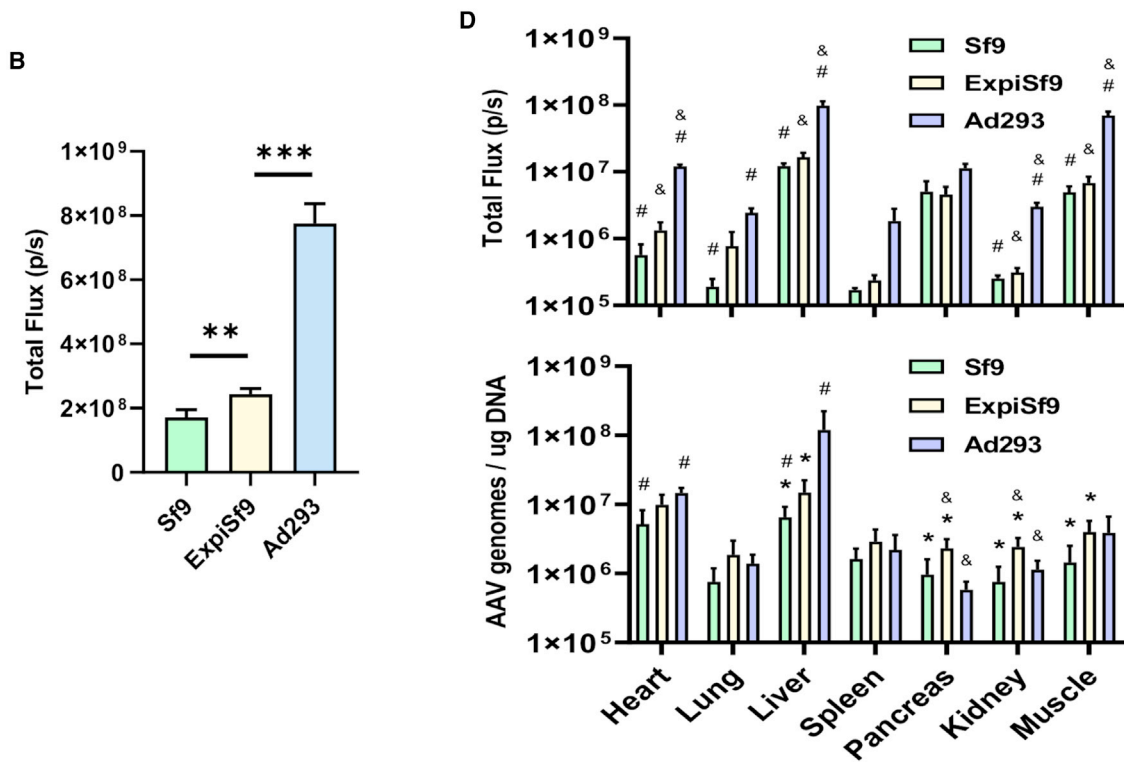 B
Total Flux (p/s)
1×10⁹
8×10⁸
6×10⁸
4×10⁸
2×10⁸
0
***
**
Sf9
ExpiSf9
Ad293
D
Total Flux (p/s)
1×10⁹
1×10⁸
1×10⁷
1×10⁶
1×10⁵
Sf9
ExpiSf9
Ad293
# & & #
# #
# & & #
# & & #
# & & #
AAV genomes / ug DNA
1×10⁹
1×10⁸
1×10⁷
1×10⁶
1×10⁵
Sf9
ExpiSf9
Ad293
# #
# * * #
* & * &
* & * &
* *
Heart
Lung
Liver
Spleen
Pancreas
Kidney
Muscle